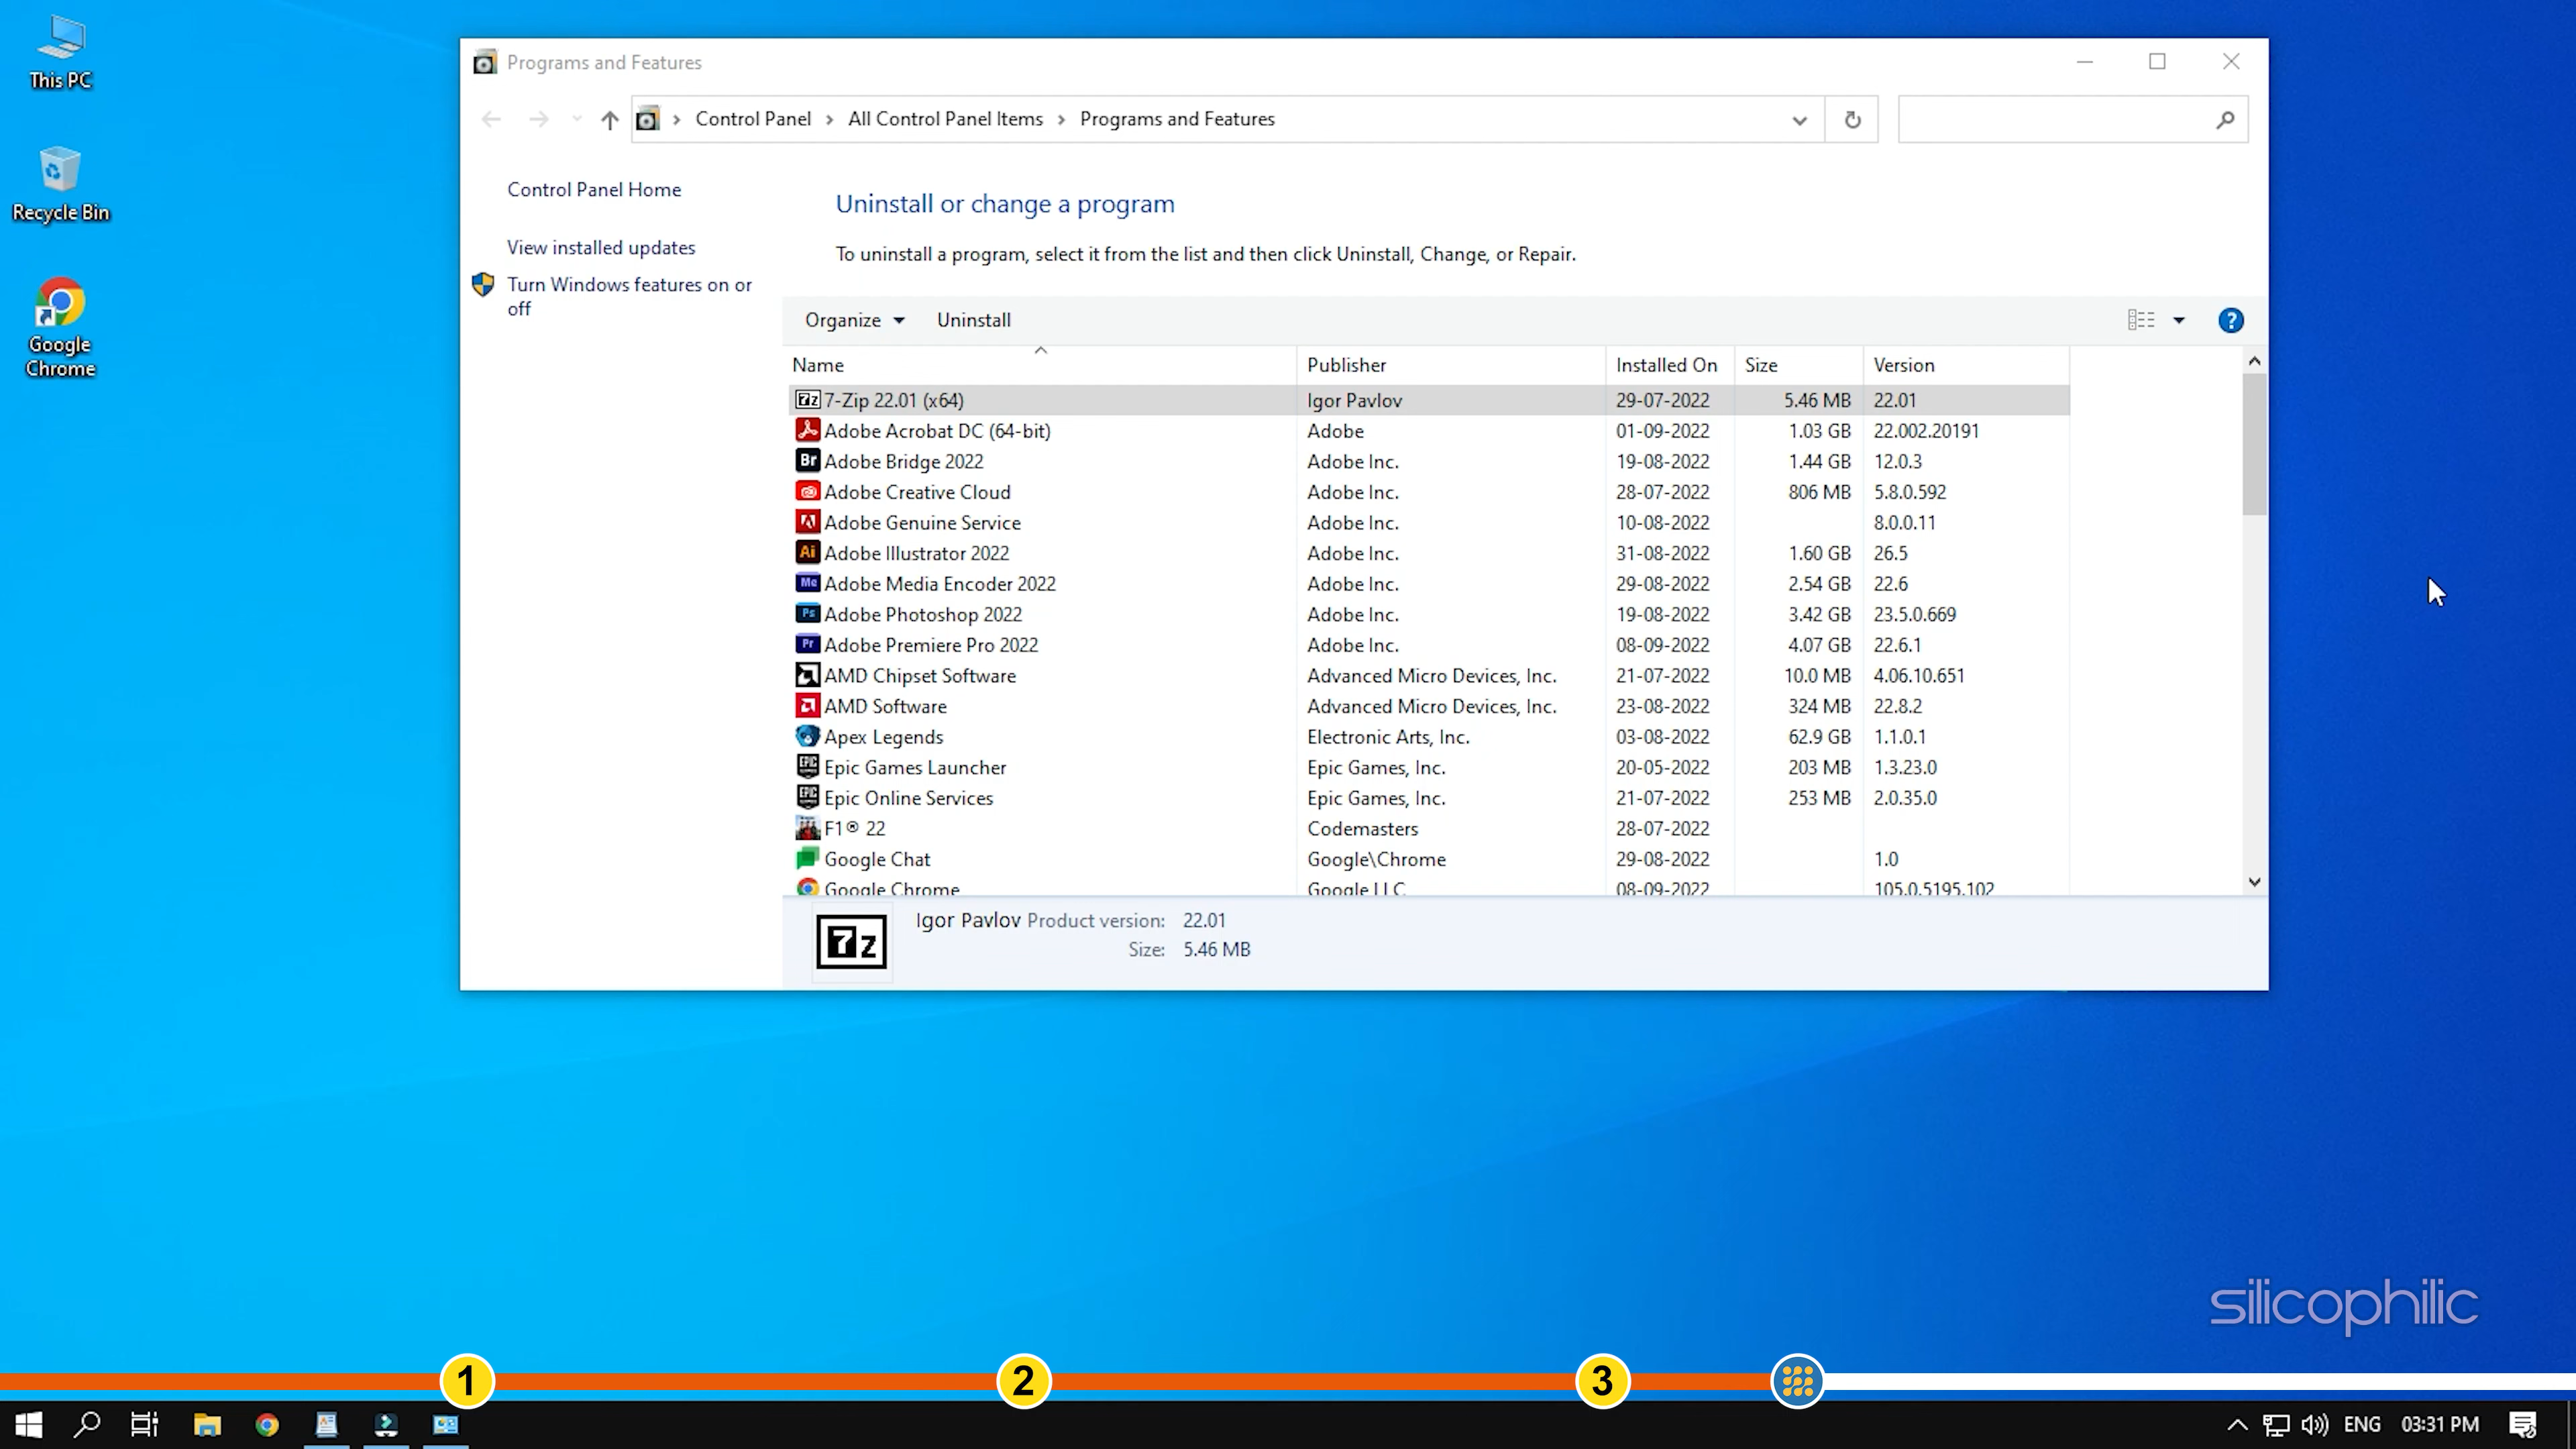 This PC
Recycle Bin
Google
Chrome
Programs and Features
Control Panel > All Control Panel Items > Programs and Features
Control Panel Home
View installed updates
Turn Windows features on or
off
Uninstall or change a program
To uninstall a program, select it from the list and then click Uninstall, Change, or Repair.
Organize Uninstall ?
Name Publisher Installed On Size Version
7z 7-Zip 22.01 (x64) Igor Pavlov 29-07-2022 5.46 MB 22.01
Adobe Acrobat DC (64-bit) Adobe 01-09-2022 1.03 GB 22.002.20191
Br Adobe Bridge 2022 Adobe Inc. 19-08-2022 1.44 GB 12.0.3
Adobe Creative Cloud Adobe Inc. 28-07-2022 806 MB 5.8.0.592
Adobe Genuine Service Adobe Inc. 10-08-2022 8.0.0.11
Ai Adobe Illustrator 2022 Adobe Inc. 31-08-2022 1.60 GB 26.5
Me Adobe Media Encoder 2022 Adobe Inc. 29-08-2022 2.54 GB 22.6
Ps Adobe Photoshop 2022 Adobe Inc. 19-08-2022 3.42 GB 23.5.0.669
Pr Adobe Premiere Pro 2022 Adobe Inc. 08-09-2022 4.07 GB 22.6.1
AMD Chipset Software Advanced Micro Devices, Inc. 21-07-2022 10.0 MB 4.06.10.651
AMD Software Advanced Micro Devices, Inc. 23-08-2022 324 MB 22.8.2
Apex Legends Electronic Arts, Inc. 03-08-2022 62.9 GB 1.1.0.1
EPIC Epic Games Launcher Epic Games, Inc. 20-05-2022 203 MB 1.3.23.0
EPIC Epic Online Services Epic Games, Inc. 21-07-2022 253 MB 2.0.35.0
F1® 22 Codemasters 28-07-2022
Google Chat Google\Chrome 29-08-2022 1.0
Google Chrome Google LLC 08-09-2022 105.0.5195.102
7z Igor Pavlov Product version: 22.01
Size: 5.46 MB
silicophilic
1 2 3
ENG 03:31 PM